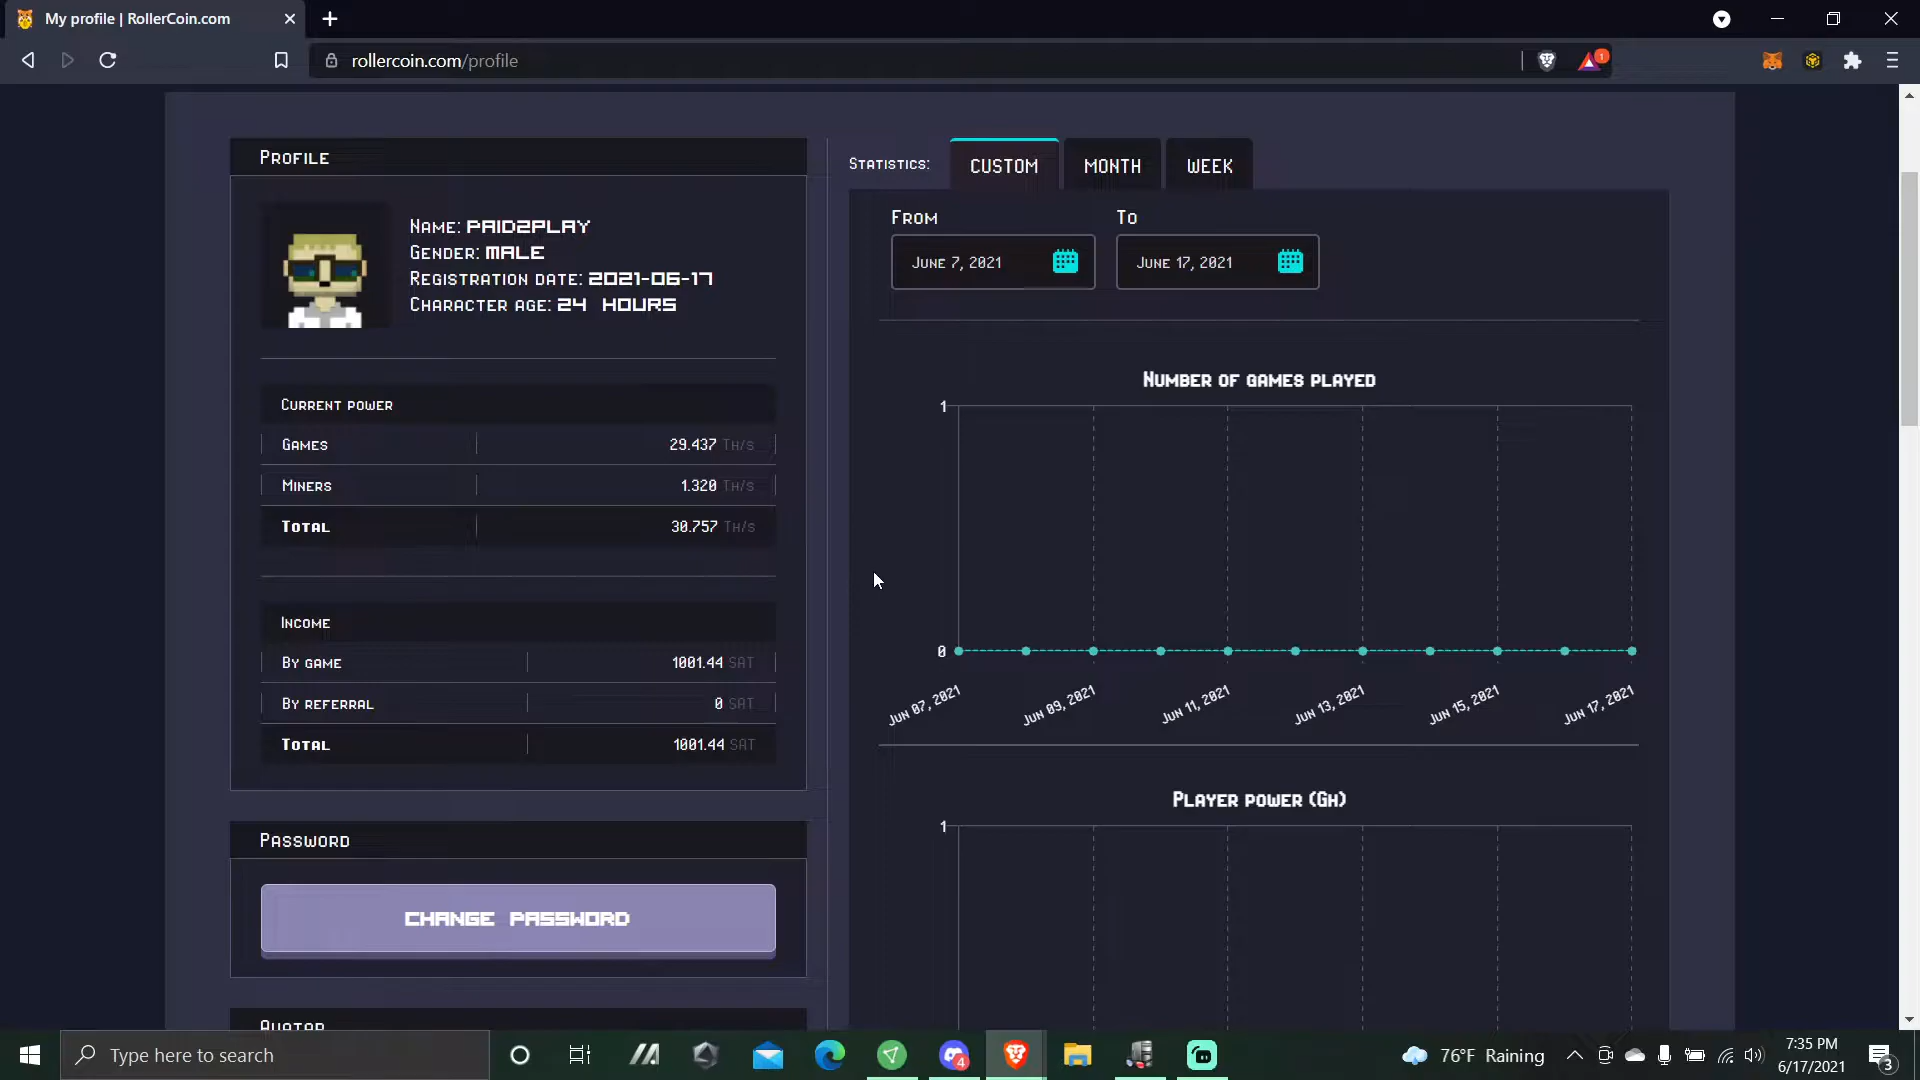 My profile | RollerCoin.com
rollercoin.com/profile
1
PROFILE
NAME: PAID2PLAY
GENDER: MALE
REGISTRATION DATE: 2021-06-17
CHARACTER AGE: 24 HOURS
CURRENT POWER
GAMES 29.437 TH/S
MINERS 1.320 TH/S
TOTAL 30.757 TH/S
INCOME
BY GAME 1001.44 SAT
BY REFERRAL 0 SAT
TOTAL 1001.44 SAT
PASSWORD
CHANGE PASSWORD
AVATAR
STATISTICS: CUSTOM MONTH WEEK
FROM TO
JUNE 7, 2021 JUNE 17, 2021
NUMBER OF GAMES PLAYED
1
0
JUN 07, 2021 JUN 09, 2021 JUN 11, 2021 JUN 13, 2021 JUN 15, 2021 JUN 17, 2021
PLAYER POWER (GH)
1
Type here to search
4
76°F Raining
7:35 PM
6/17/2021
3